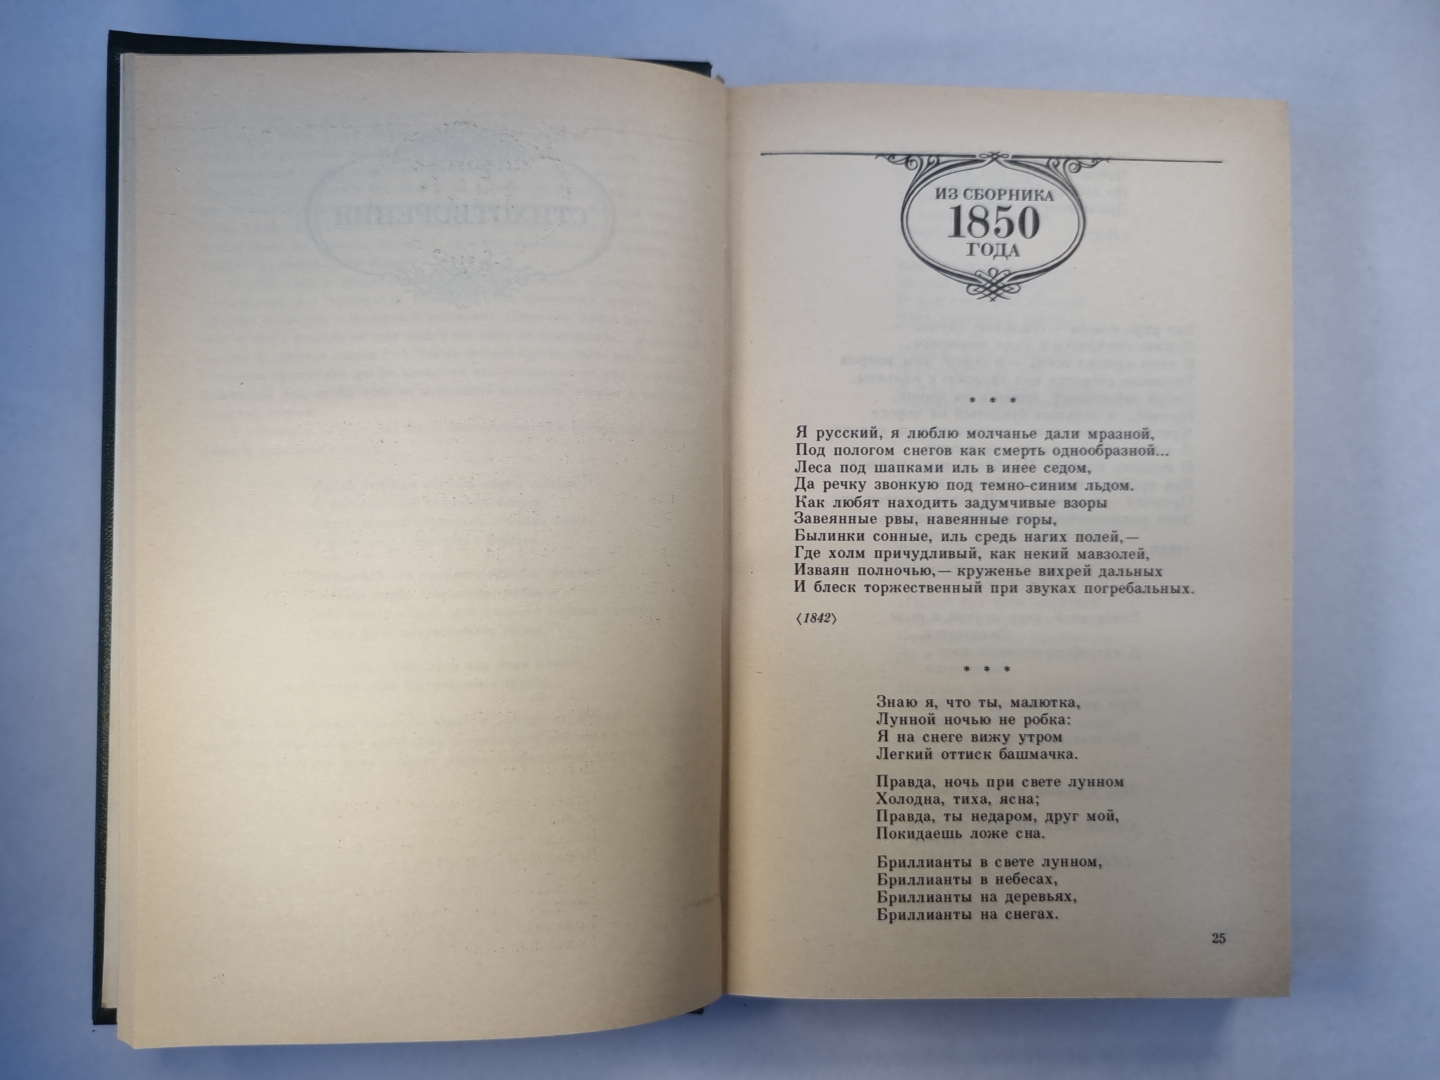 ИЗ СБОРНИКА
1850
ГОДА
* * *
Я русский, я люблю молчанье дали мразной,
Под пологом снегов как смерть однообразной...
Леса под шапками иль в инее седом,
Да речку звонкую под темно-синим льдом.
Как любят находить задумчивые взоры
Завеянные рвы, навеянные горы,
Былинки сонные, иль средь нагих полей,—
Где холм причудливый, как некий мавзолей,
Изваян полночью,— круженье вихрей дальных
И блеск торжественный при звуках погребальных.
⟨1842⟩
* * *
Знаю я, что ты, малютка,
Лунной ночью не робка:
Я на снеге вижу утром
Легкий оттиск башмачка.
Правда, ночь при свете лунном
Холодна, тиха, ясна;
Правда, ты недаром, друг мой,
Покидаешь ложе сна.
Бриллианты в свете лунном,
Бриллианты в небесах,
Бриллианты на деревьях,
Бриллианты на снегах.
25